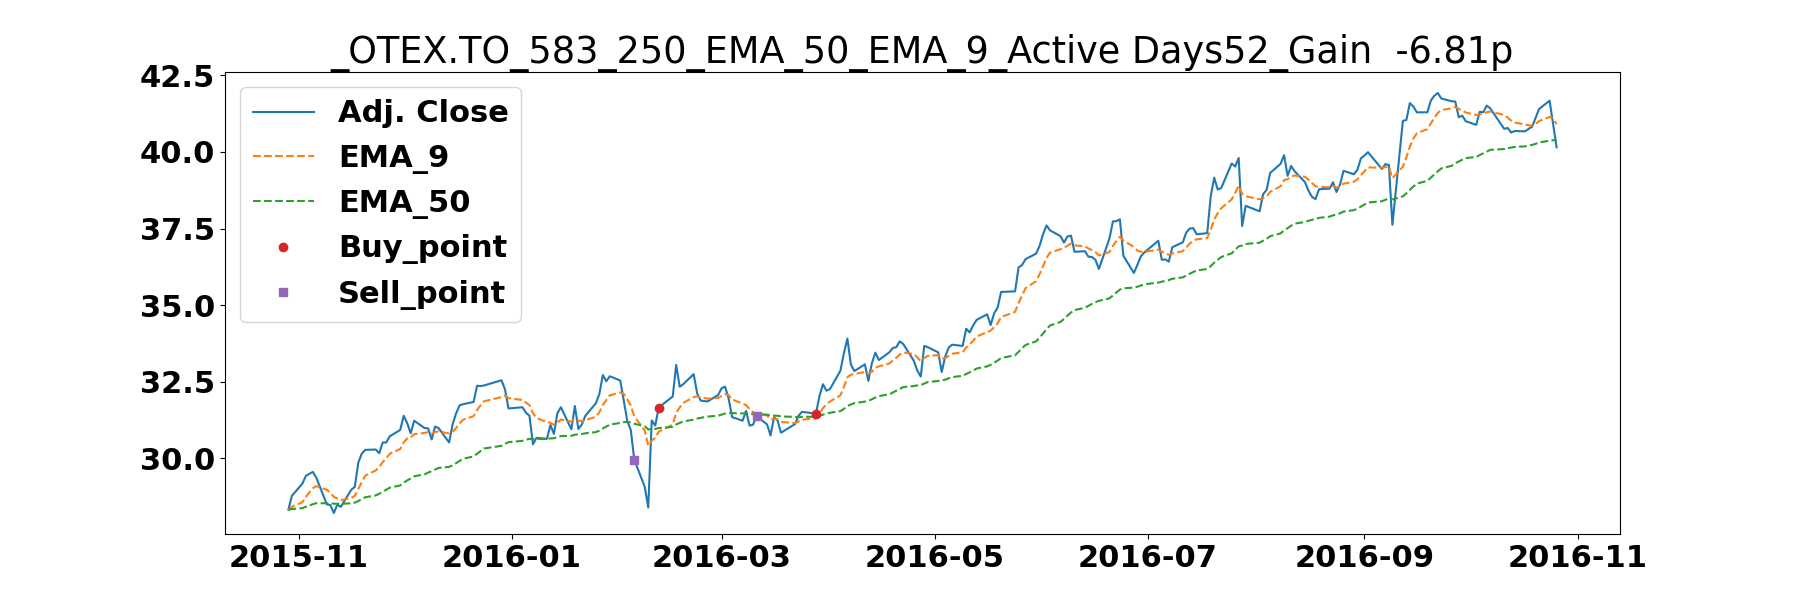 _OTEX.TO_583_250_EMA_50_EMA_9_Active Days52_Gain  -6.81p
42.5
40.0
37.5
35.0
32.5
30.0
Adj. Close
EMA_9
EMA_50
Buy_point
Sell_point
2015-11 2016-01 2016-03 2016-05 2016-07 2016-09 2016-11